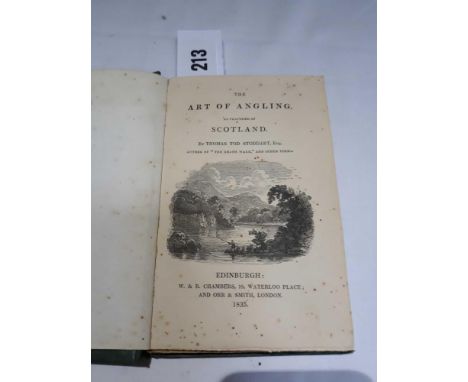 213
THE
ART OF ANGLING,
AS PRACTISED IN
SCOTLAND.
BY THOMAS TOD STODDART, ESQ.
AUTHOR OF "THE DEATH WAKE," AND OTHER POEMS.
EDINBURGH:
W. & R. CHAMBERS, 19, WATERLOO PLACE;
AND ORR & SMITH, LONDON.
1835.